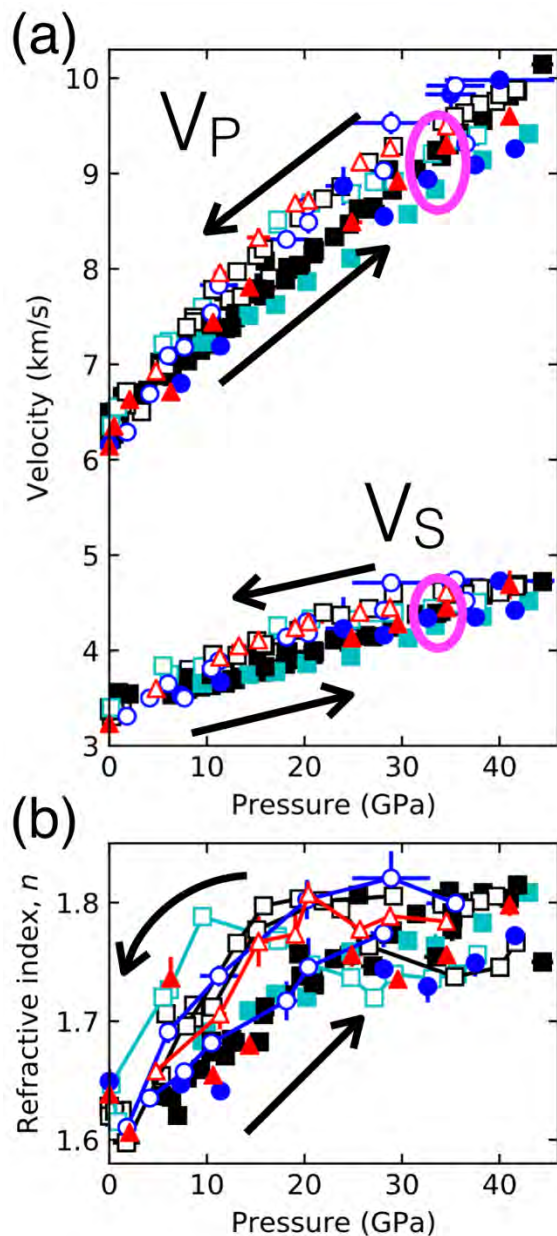 (a)
10
9
8
7
6
5
4
3
Velocity (km/s)
VP
VS
0 10 20 30 40
Pressure (GPa)
(b)
1.8
1.7
1.6
Refractive index, n
0 10 20 30 40
Pressure (GPa)